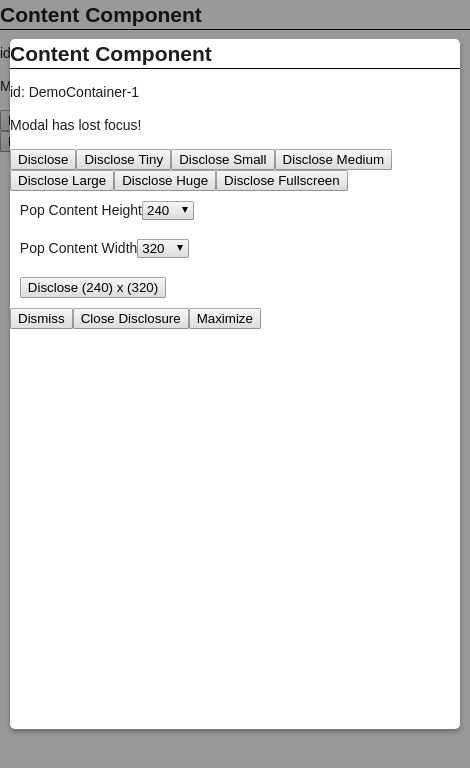 Content Component
id
M
Content Component
id: DemoContainer-1
Modal has lost focus!
Disclose Disclose Tiny Disclose Small Disclose Medium
Disclose Large Disclose Huge Disclose Fullscreen
Pop Content Height 240
Pop Content Width 320
Disclose (240) x (320)
Dismiss Close Disclosure Maximize